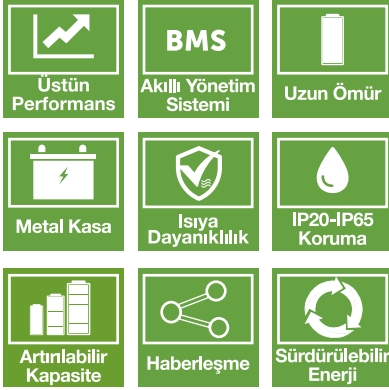 Üstün
Performans
BMS
Akıllı Yönetim
Sistemi
Uzun Ömür
Metal Kasa
Isıya
Dayanıklılık
IP20-IP65
Koruma
Artırılabilir
Kapasite
Haberleşme
Sürdürülebilir
Enerji